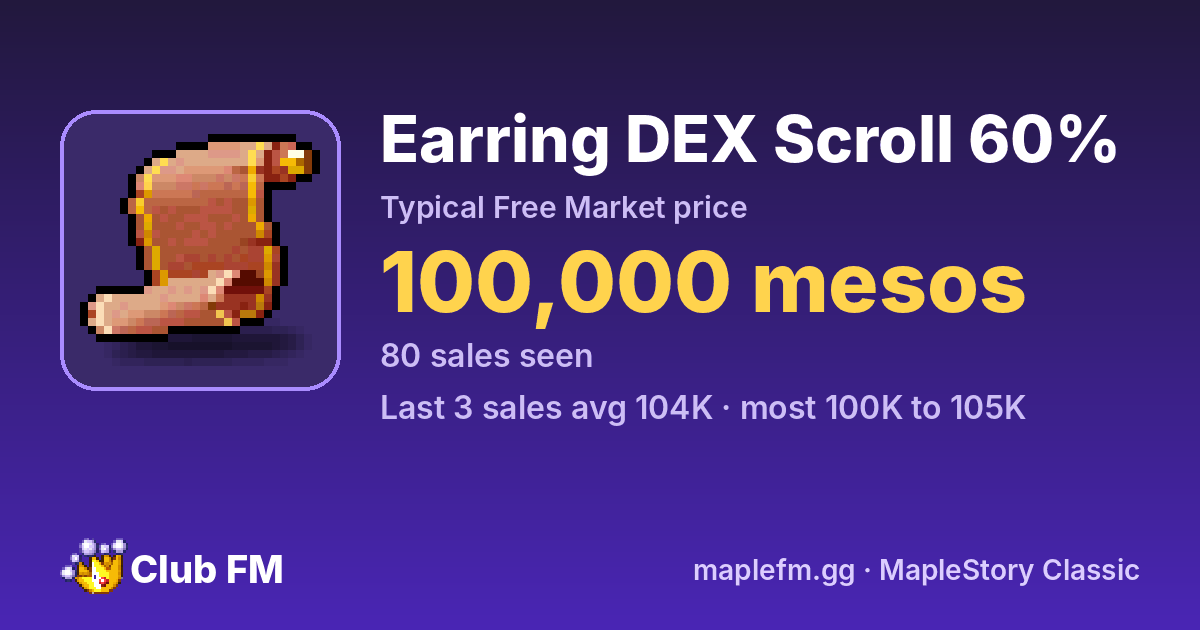 Earring DEX Scroll 60%
Typical Free Market price
100,000 mesos
80 sales seen
Last 3 sales avg 104K · most 100K to 105K
Club FM
maplefm.gg · MapleStory Classic